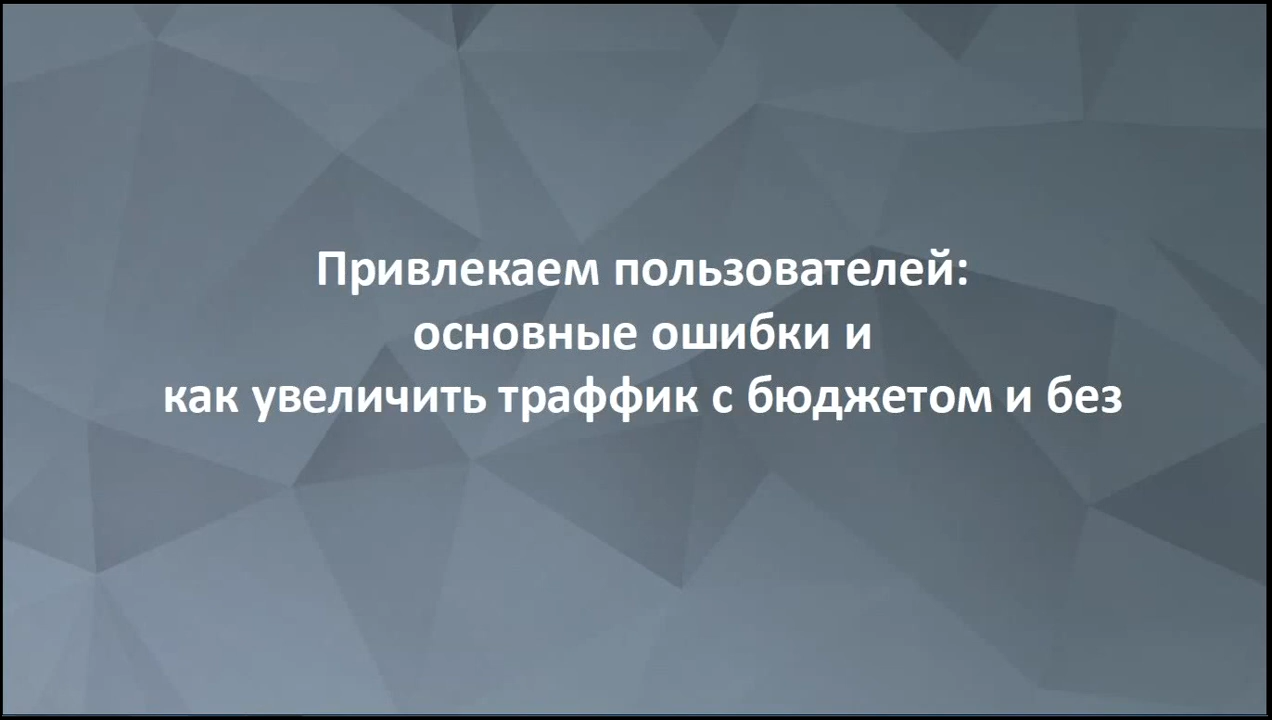 Привлекаем пользователей:
основные ошибки и
как увеличить траффик с бюджетом и без